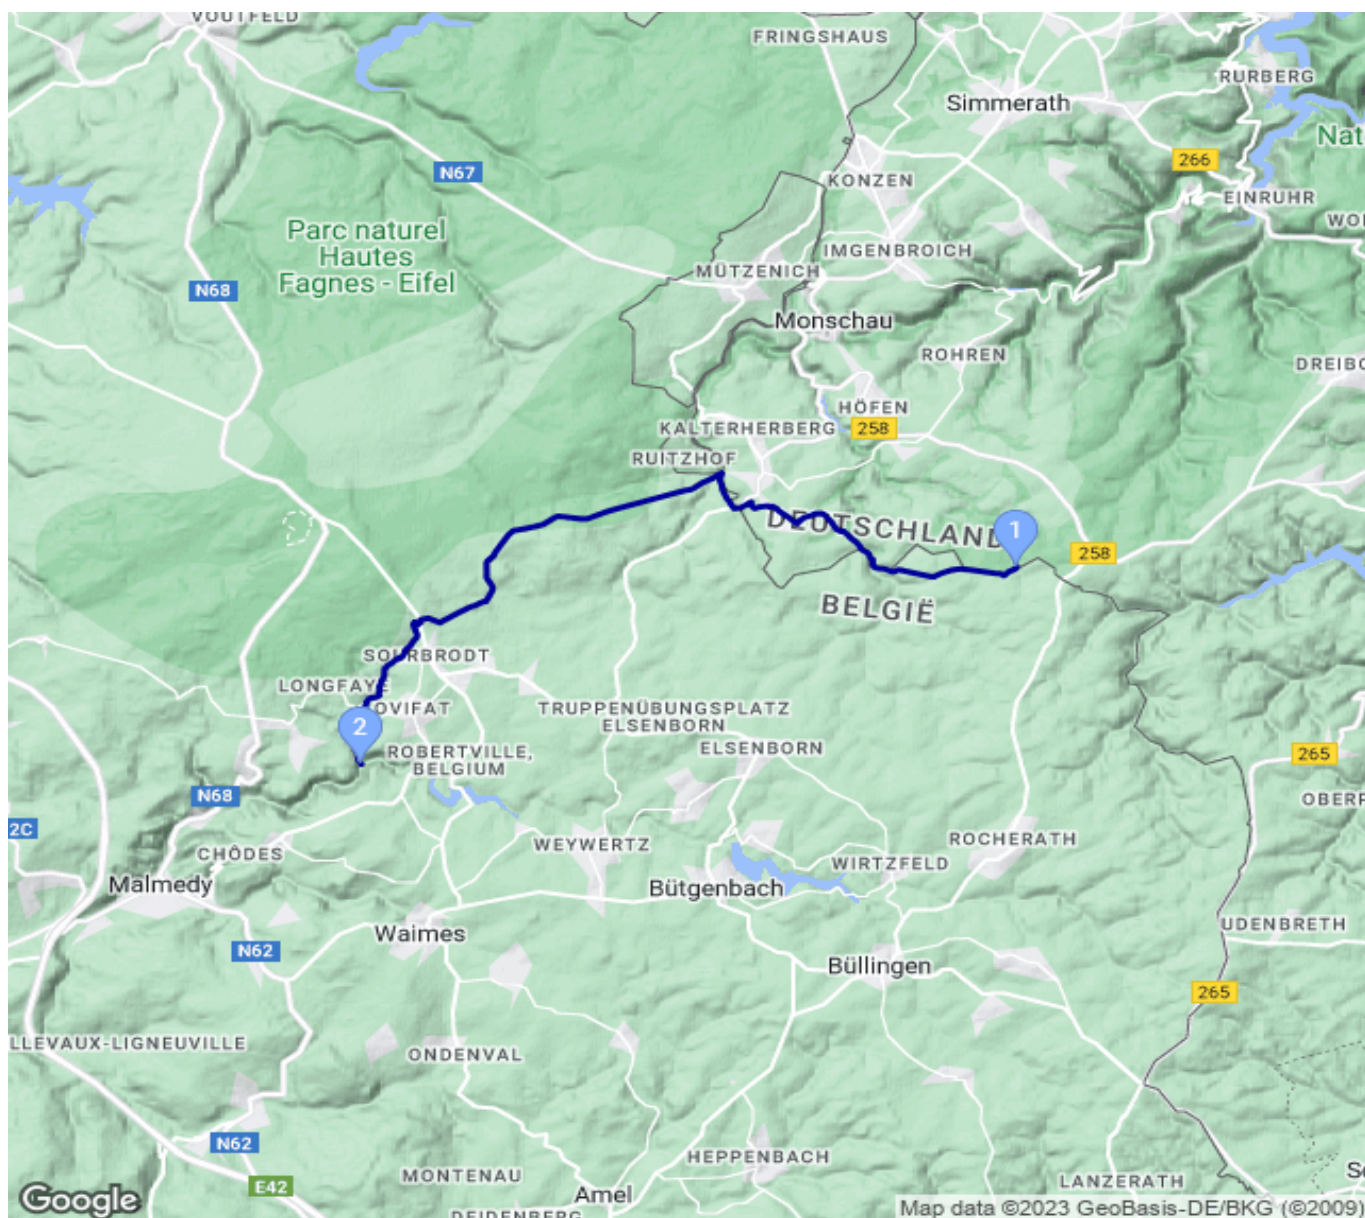 VOUTFELD
FRINGSHAUS
RURBERG
Simmerath
Nat
N67
266
KONZEN
EINRUHR
Parc naturel
Hautes
Fagnes - Eifel
IMGENBROICH
MÜTZENICH
N68
Monschau
ROHREN
DREIBO
HÖFEN
KALTERHERBERG
258
RUITZHOF
DEUTSCHLAND
1
258
BELGIË
SOURBRODT
LONGFAYE
OVIFAT
TRUPPENÜBUNGSPLATZ
ELSENBORN
2
ROBERTVILLE,
BELGIUM
ELSENBORN
265
N68
OBERP
2C
WEYWERTZ
ROCHERATH
CHÔDES
WIRTZFELD
Malmedy
Bütgenbach
Waimes
UDENBRETH
N62
Büllingen
265
LLEVAUX-LIGNEUVILLE
ONDENVAL
N62
HEPPENBACH
MONTENAU
E42
Amel
LANZERATH
DEIDENBERG
Google
Map data ©2023 GeoBasis-DE/BKG (©2009)